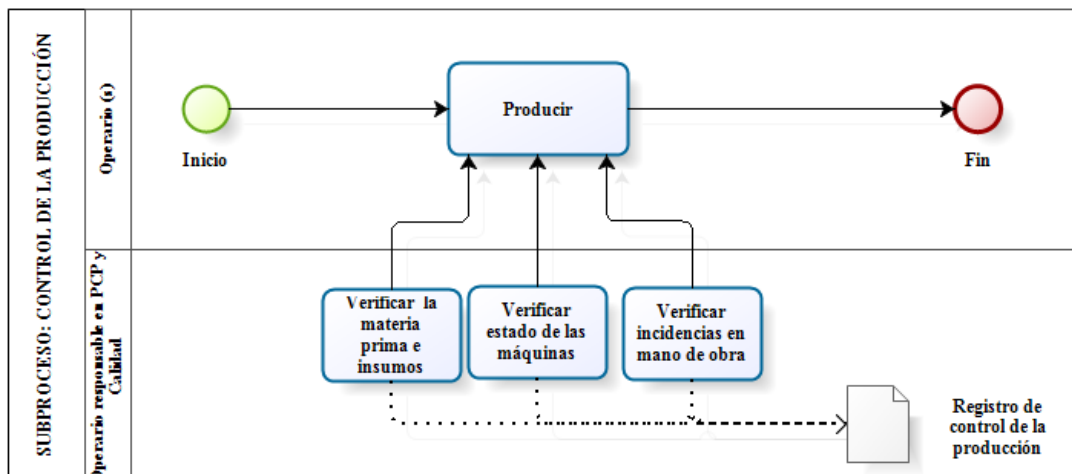 SUBPROCESO: CONTROL DE LA PRODUCCIÓN
Operario (s)
Inicio
Producir
Fin
Operario responsable en PCP y
Calidad
Verificar la
materia
prima e
insumos
Verificar
estado de las
máquinas
Verificar
incidencias en
mano de obra
Registro de
control de la
producción